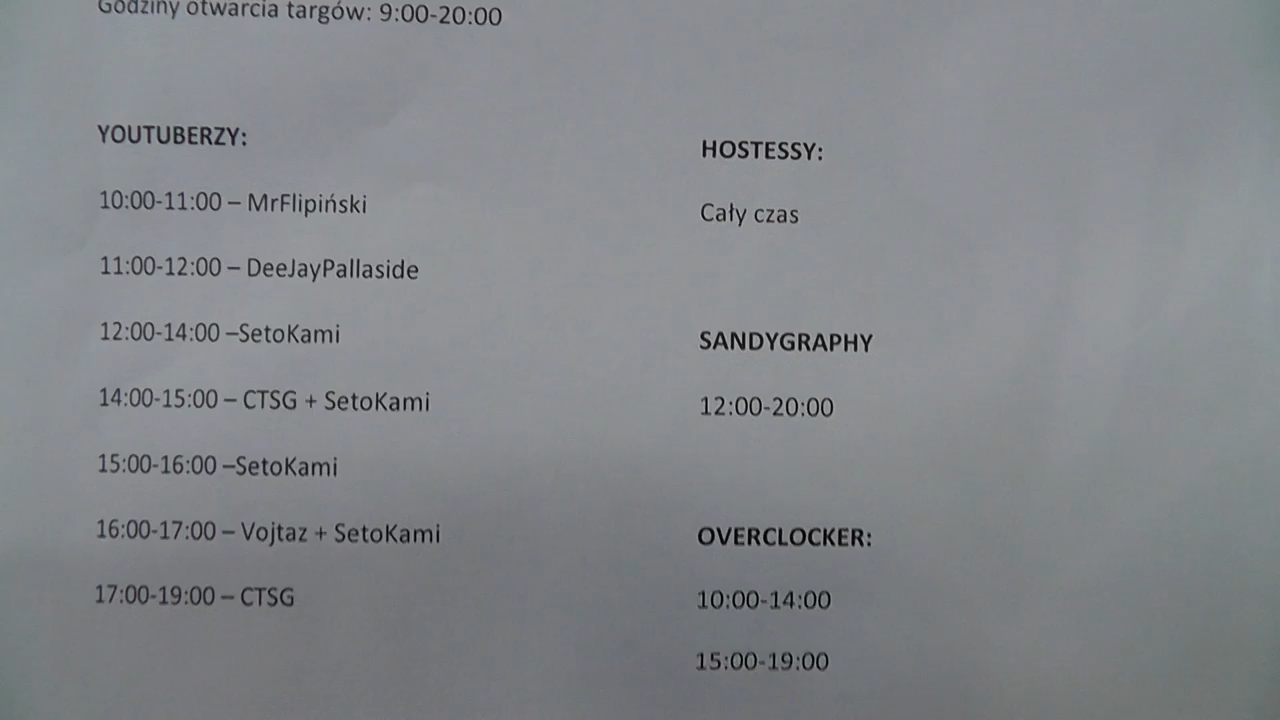 Godziny otwarcia targów: 9:00-20:00
YOUTUBERZY:
10:00-11:00 – MrFlipiński
11:00-12:00 – DeeJayPallaside
12:00-14:00 –SetoKami
14:00-15:00 – CTSG + SetoKami
15:00-16:00 –SetoKami
16:00-17:00 – Vojtaz + SetoKami
17:00-19:00 – CTSG
HOSTESSY:
Cały czas
SANDYGRAPHY
12:00-20:00
OVERCLOCKER:
10:00-14:00
15:00-19:00